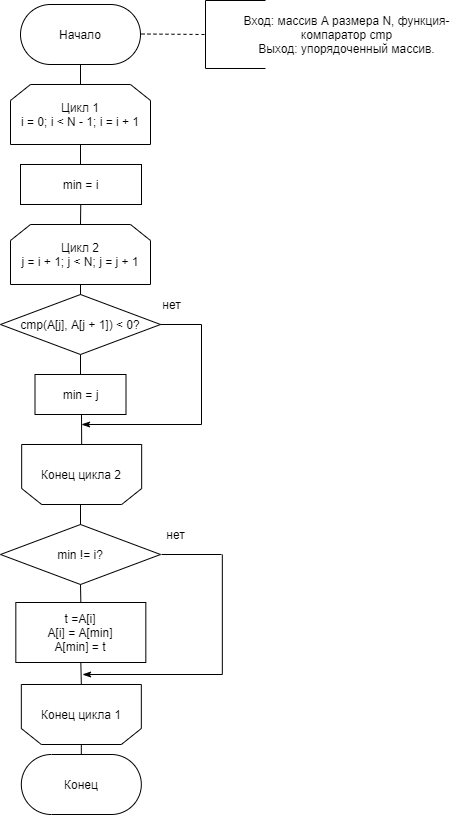 Начало
Вход: массив A размера N, функция-
компаратор cmp
Выход: упорядоченный массив.
Цикл 1
i = 0; i < N - 1; i = i + 1
min = i
Цикл 2
j = i + 1; j < N; j = j + 1
cmp(A[j], A[j + 1]) < 0?
нет
min = j
Конец цикла 2
min != i?
нет
t =A[i]
A[i] = A[min]
A[min] = t
Конец цикла 1
Конец